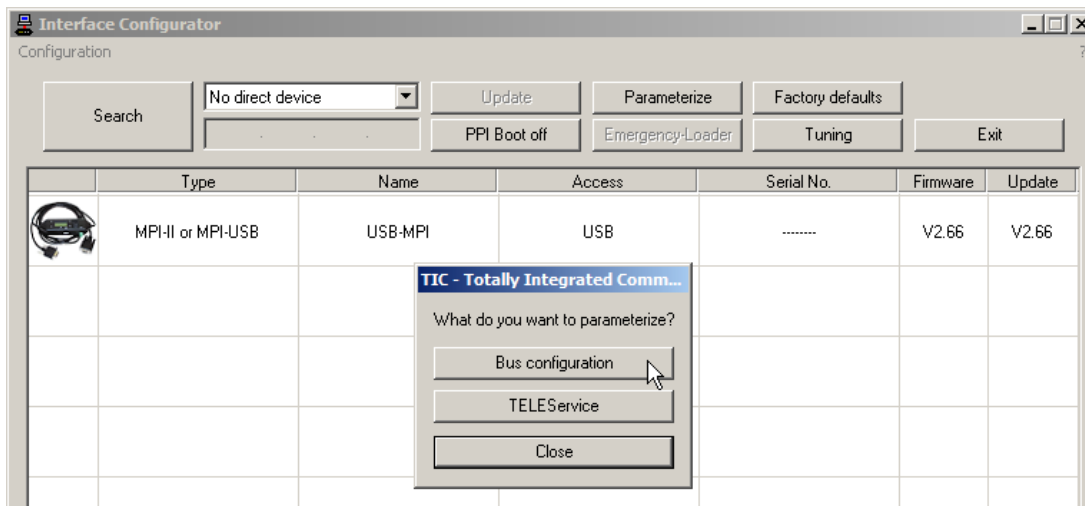 Interface Configurator
Configuration ?
Search
No direct device
Update
Parameterize
Factory defaults
. . .
PPI Boot off
Emergency-Loader
Tuning
Exit
Type Name Access Serial No. Firmware Update
MPI-II or MPI-USB USB-MPI USB -------- V2.66 V2.66
TIC - Totally Integrated Comm...
What do you want to parameterize?
Bus configuration
TELEService
Close